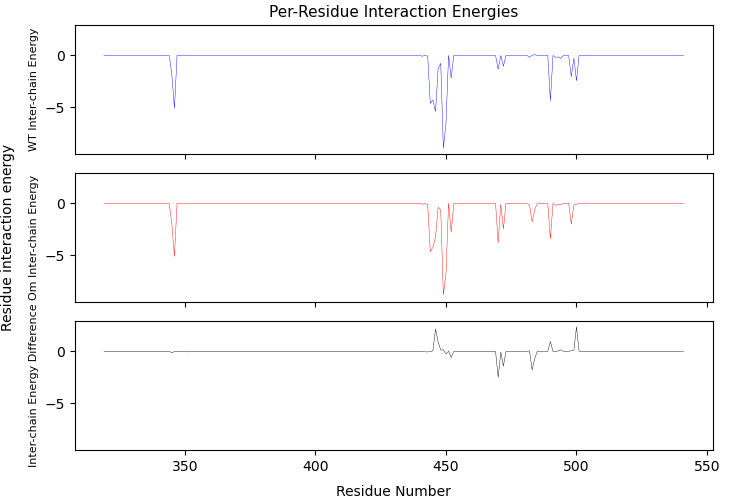 Per-Residue Interaction Energies
Residue interaction energy
WT Inter-chain Energy
0
−5
Om Inter-chain Energy
0
−5
Inter-chain Energy Difference
0
−5
350
400
450
500
550
Residue Number